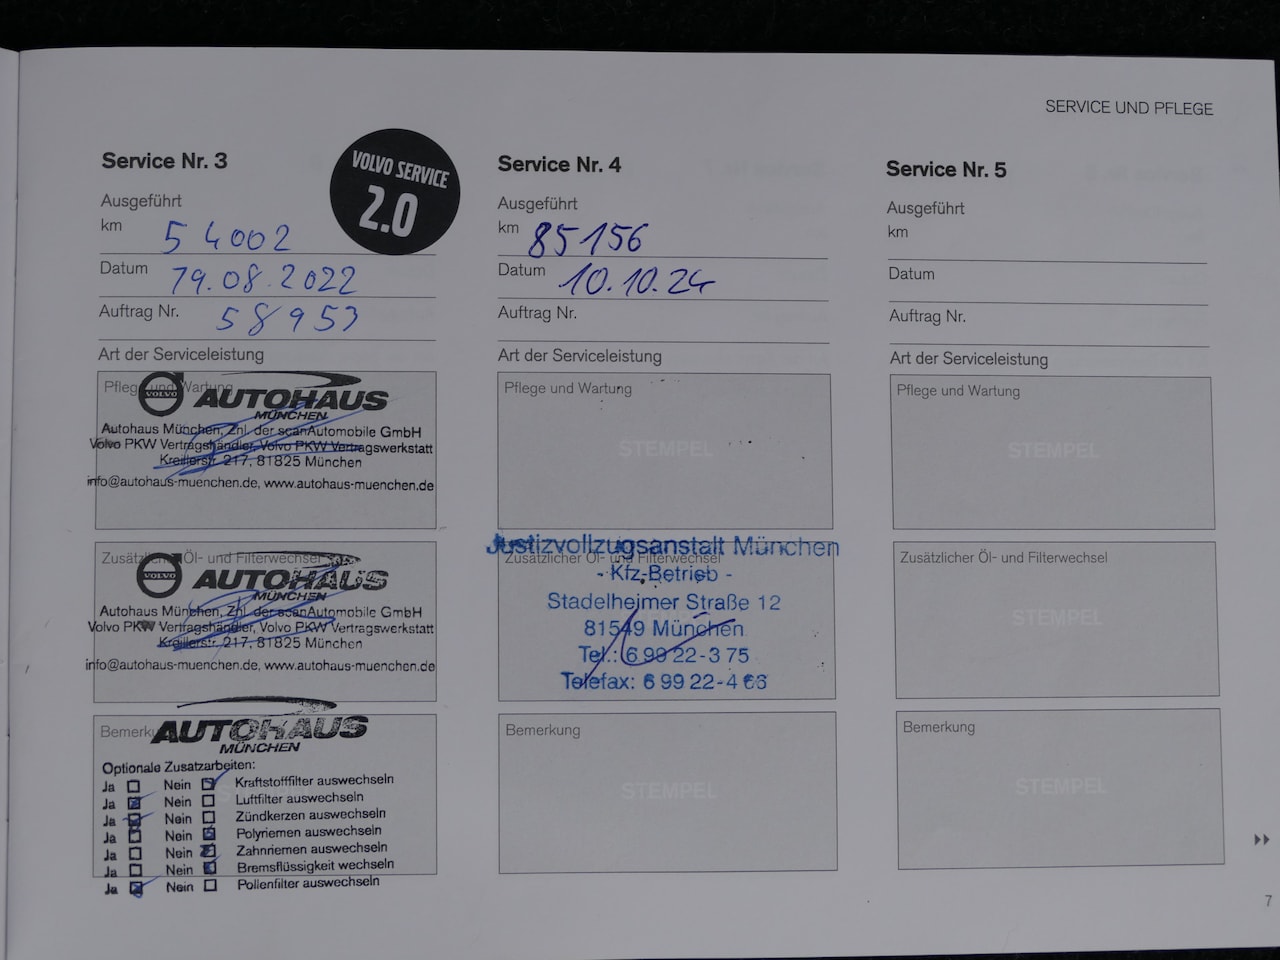 SERVICE UND PFLEGE
Service Nr. 3
VOLVO SERVICE
2.0
Ausgeführt
km 54002
Datum 19.08.2022
Auftrag Nr. 58953
Art der Serviceleistung
Pflege und Wartung
VOLVO
AUTOHAUS
MÜNCHEN
Autohaus München, Znl. der scanAutomobile GmbH
Volvo PKW Vertragshändler, Volvo PKW Vertragswerkstatt
Kreillerstr. 217, 81825 München
info@autohaus-muenchen.de, www.autohaus-muenchen.de
Zusätzlicher Öl- und Filterwechsel
VOLVO
AUTOHAUS
MÜNCHEN
Autohaus München, Znl. der scanAutomobile GmbH
Volvo PKW Vertragshändler, Volvo PKW Vertragswerkstatt
Kreillerstr. 217, 81825 München
info@autohaus-muenchen.de, www.autohaus-muenchen.de
Bemerku
AUTOHAUS
MÜNCHEN
Optionale Zusatzarbeiten:
Ja Nein Kraftstofffilter auswechseln
Ja Nein Luftfilter auswechseln
Ja Nein Zündkerzen auswechseln
Ja Nein Polyriemen auswechseln
Ja Nein Zahnriemen auswechseln
Ja Nein Bremsflüssigkeit wechseln
Ja Nein Pollenfilter auswechseln
Service Nr. 4
Ausgeführt
km 85156
Datum 10.10.24
Auftrag Nr.
Art der Serviceleistung
Pflege und Wartung
STEMPEL
Justizvollzugsanstalt München
Zusätzlicher Öl- und Filterwechsel
- Kfz-Betrieb -
Stadelheimer Straße 12
81549 München
Tel.: 6 99 22-3 75
Telefax: 6 99 22-4 66
Bemerkung
STEMPEL
Service Nr. 5
Ausgeführt
km
Datum
Auftrag Nr.
Art der Serviceleistung
Pflege und Wartung
STEMPEL
Zusätzlicher Öl- und Filterwechsel
STEMPEL
Bemerkung
STEMPEL
7